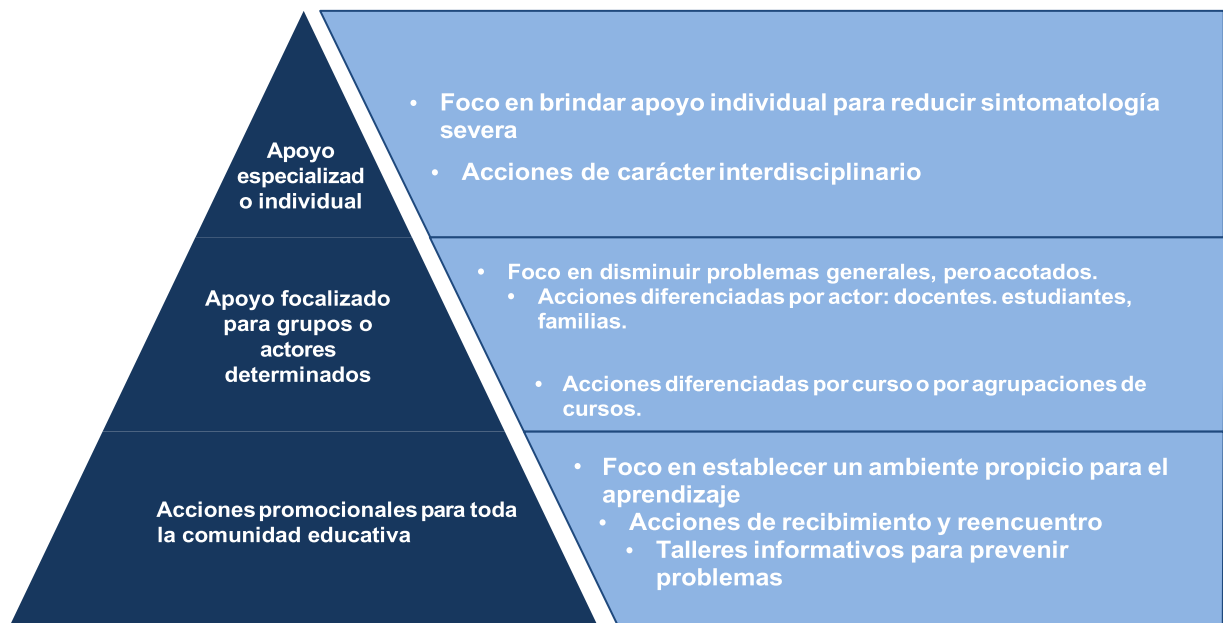 Apoyo
especializad
o individual
• Foco en brindar apoyo individual para reducir sintomatología
severa
• Acciones de carácter interdisciplinario
Apoyo focalizado
para grupos o
actores
determinados
• Foco en disminuir problemas generales, pero acotados.
• Acciones diferenciadas por actor: docentes. estudiantes,
familias.
• Acciones diferenciadas por curso o por agrupaciones de
cursos.
Acciones promocionales para toda
la comunidad educativa
• Foco en establecer un ambiente propicio para el
aprendizaje
• Acciones de recibimiento y reencuentro
• Talleres informativos para prevenir
problemas